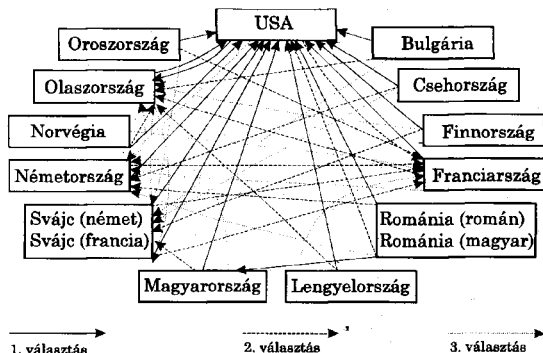 USA
Oroszország
Bulgária
Olaszország
Csehország
Norvégia
Finnország
Németország
Franciarszág
Svájc (német)
Svájc (francia)
Románia (román)
Románia (magyar)
Magyarország
Lengyelország
1. választás
2. választás
3. választás